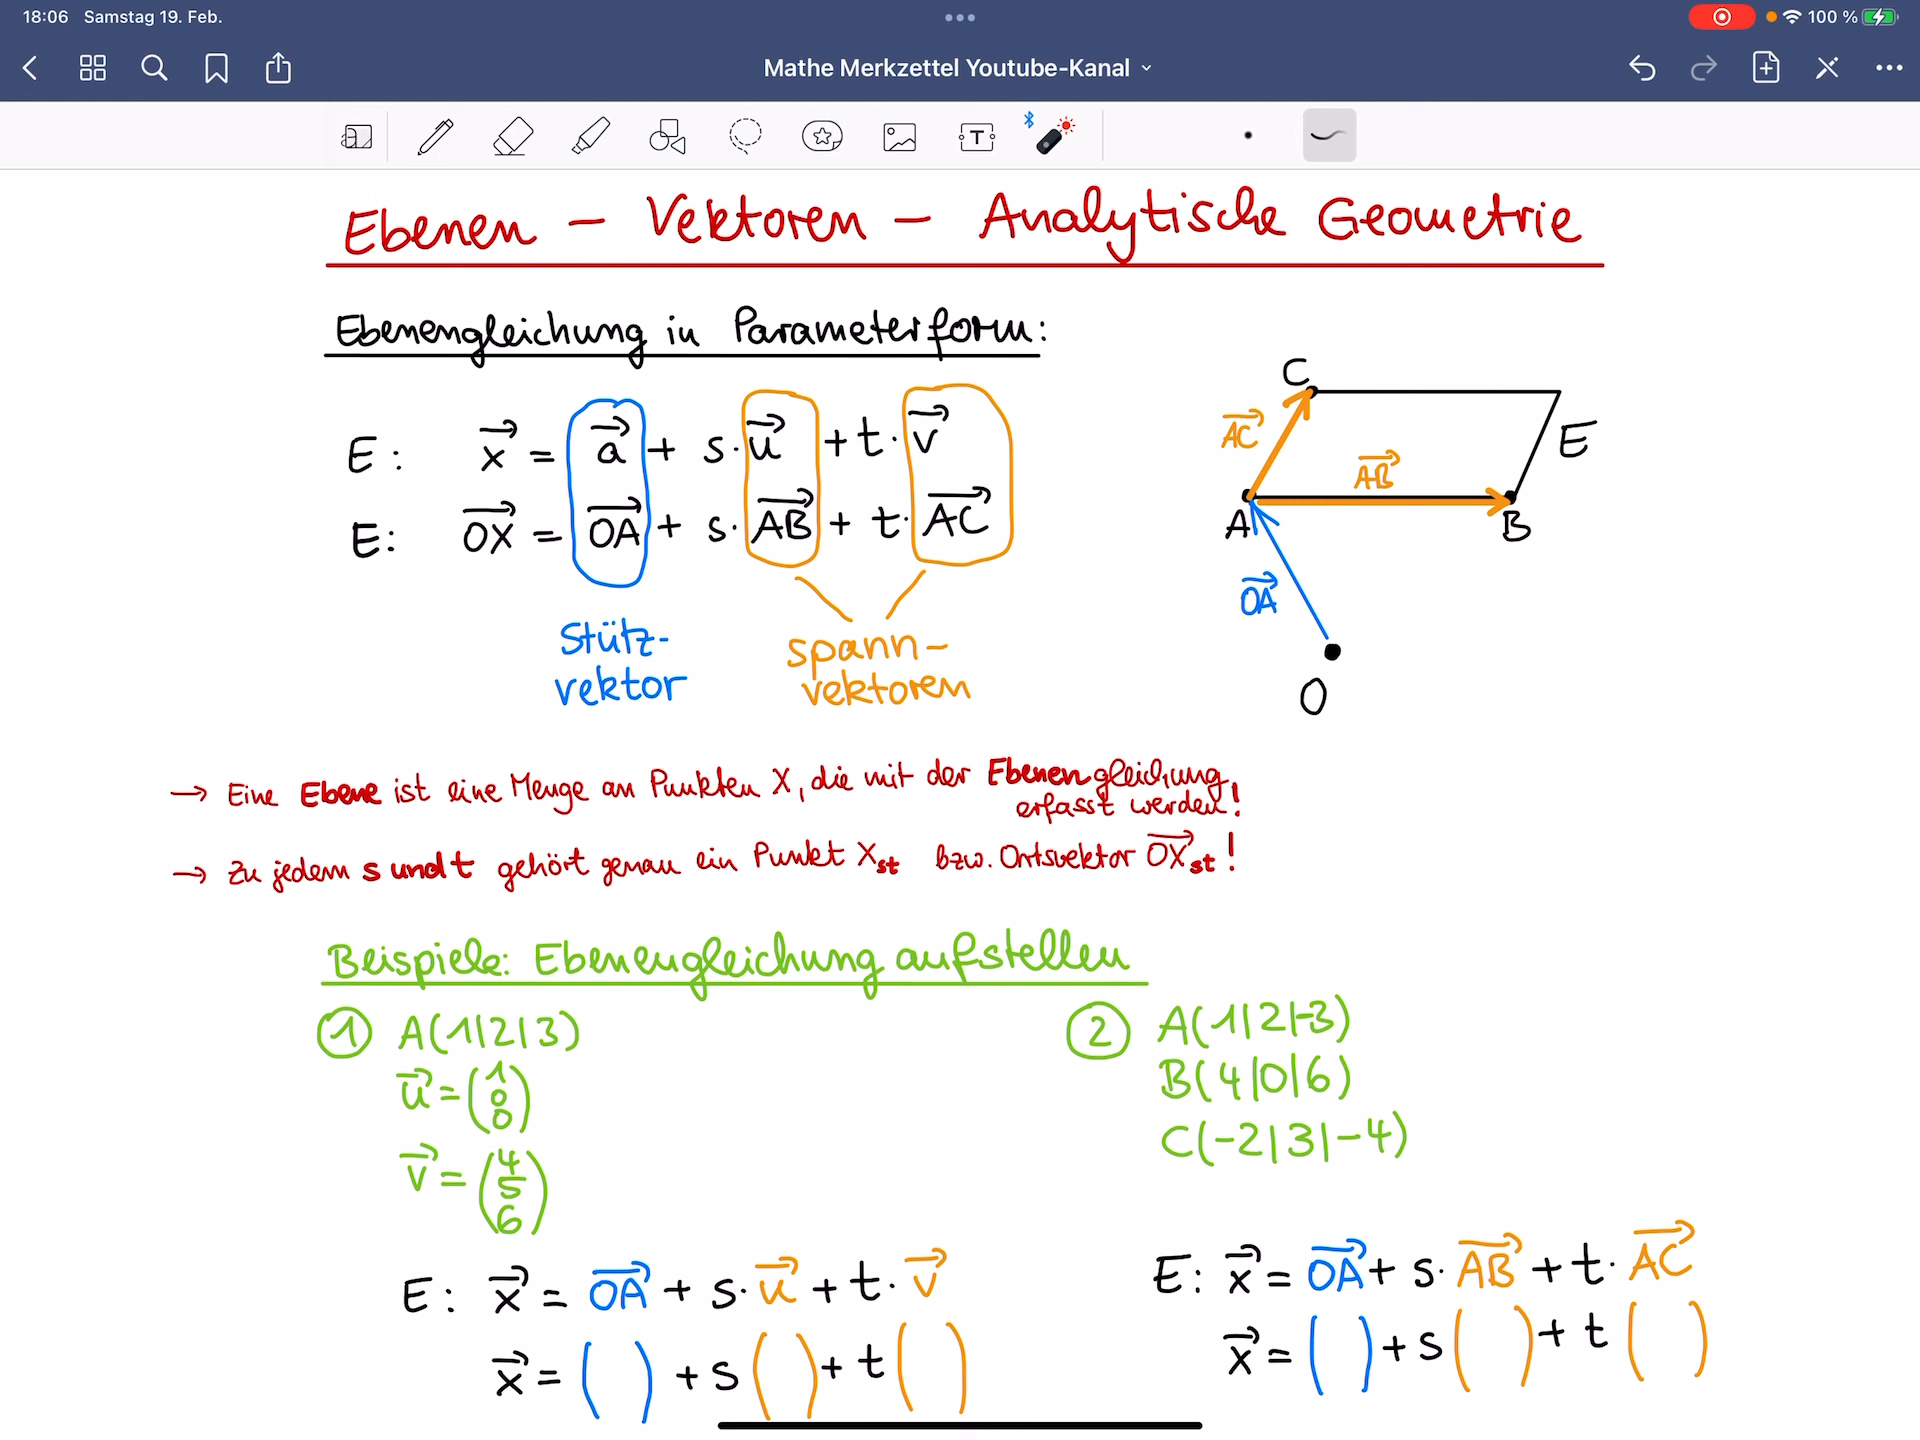 18:06 Samstag 19. Feb.
100 %
Mathe Merkzettel Youtube-Kanal
Ebenen – Vektoren – Analytische Geometrie
Ebenengleichung in Parameterform:
E: x⃗ = a⃗ + s·u⃗ + t·v⃗
E: OX⃗ = OA⃗ + s·AB⃗ + t·AC⃗
Stütz-
vektor
spann-
vektoren
C
AC⃗
E
AB⃗
A
B
OA⃗
O
→ Eine Ebene ist eine Menge an Punkten X, die mit der Ebenengleichung
erfasst werden!
→ Zu jedem s und t gehört genau ein Punkt Xst bzw. Ortsvektor OX⃗st!
Beispiele: Ebenengleichung aufstellen
① A(1|2|3)
u⃗ = (1 0 0)
v⃗ = (4 5 6)
E: x⃗ = OA⃗ + s·u⃗ + t·v⃗
x⃗ = ( ) + s ( ) + t ( )
② A(1|2|-3)
B(4|0|6)
C(-2|3|-4)
E: x⃗ = OA⃗ + s·AB⃗ + t·AC⃗
x⃗ = ( ) + s ( ) + t ( )